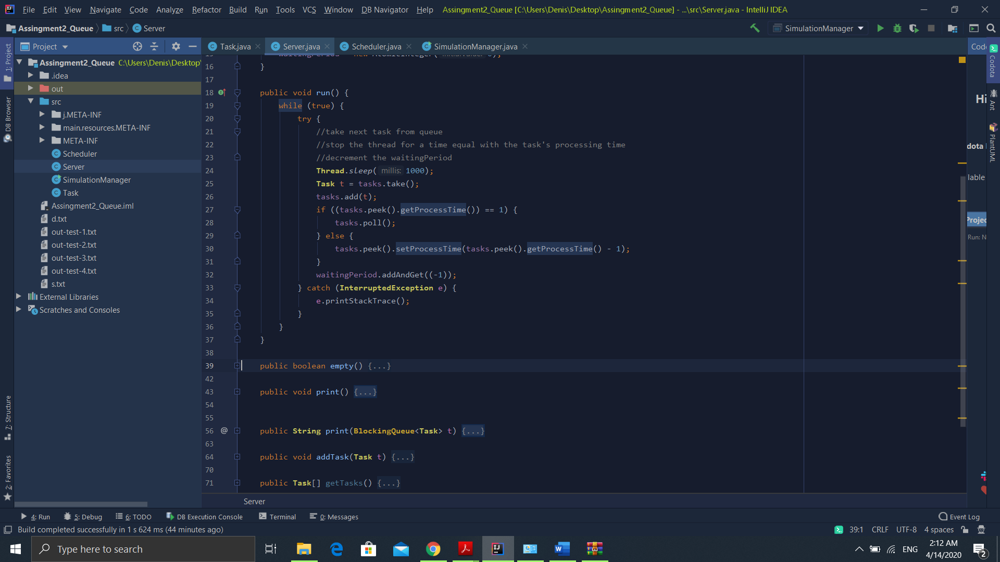 File Edit View Navigate Code Analyze Refactor Build Run Tools VCS Window DB Navigator Help Assingment2_Queue [C:\Users\Denis\Desktop\Assingment2_Queue] - ...\src\Server.java - IntelliJ IDEA
Assingment2_Queue src Server SimulationManager
Project Task.java Server.java Scheduler.java SimulationManager.java
1: Project
DB Browser
7: Structure
2: Favorites
Assingment2_Queue C:\Users\Denis\Desktop\
.idea
out
src
j.META-INF
main.resources.META-INF
META-INF
Scheduler
Server
SimulationManager
Task
Assingment2_Queue.iml
d.txt
out-test-1.txt
out-test-2.txt
out-test-3.txt
out-test-4.txt
s.txt
External Libraries
Scratches and Consoles
16 }
17
18 public void run() {
19 while (true) {
20 try {
21 //take next task from queue
22 //stop the thread for a time equal with the task's processing time
23 //decrement the waitingPeriod
24 Thread.sleep( millis: 1000);
25 Task t = tasks.take();
26 tasks.add(t);
27 if ((tasks.peek().getProcessTime()) == 1) {
28 tasks.poll();
29 } else {
30 tasks.peek().setProcessTime(tasks.peek().getProcessTime() - 1);
31 }
32 waitingPeriod.addAndGet((-1));
33 } catch (InterruptedException e) {
34 e.printStackTrace();
35 }
36 }
37 }
38
39 public boolean empty() {...}
42
43 public void print() {...}
54
55
56 @ public String print(BlockingQueue<Task> t) {...}
63
64 public void addTask(Task t) {...}
70
71 public Task[] getTasks() {...}
Server
Code
Hi
dota
lable
Projec
Run: N
Codota
Ant
PlantUML
4: Run 5: Debug 6: TODO DB Execution Console Terminal 0: Messages Event Log
Build completed successfully in 1 s 624 ms (44 minutes ago) 39:1 CRLF UTF-8 4 spaces
Type here to search
ENG
2:12 AM
4/14/2020
2